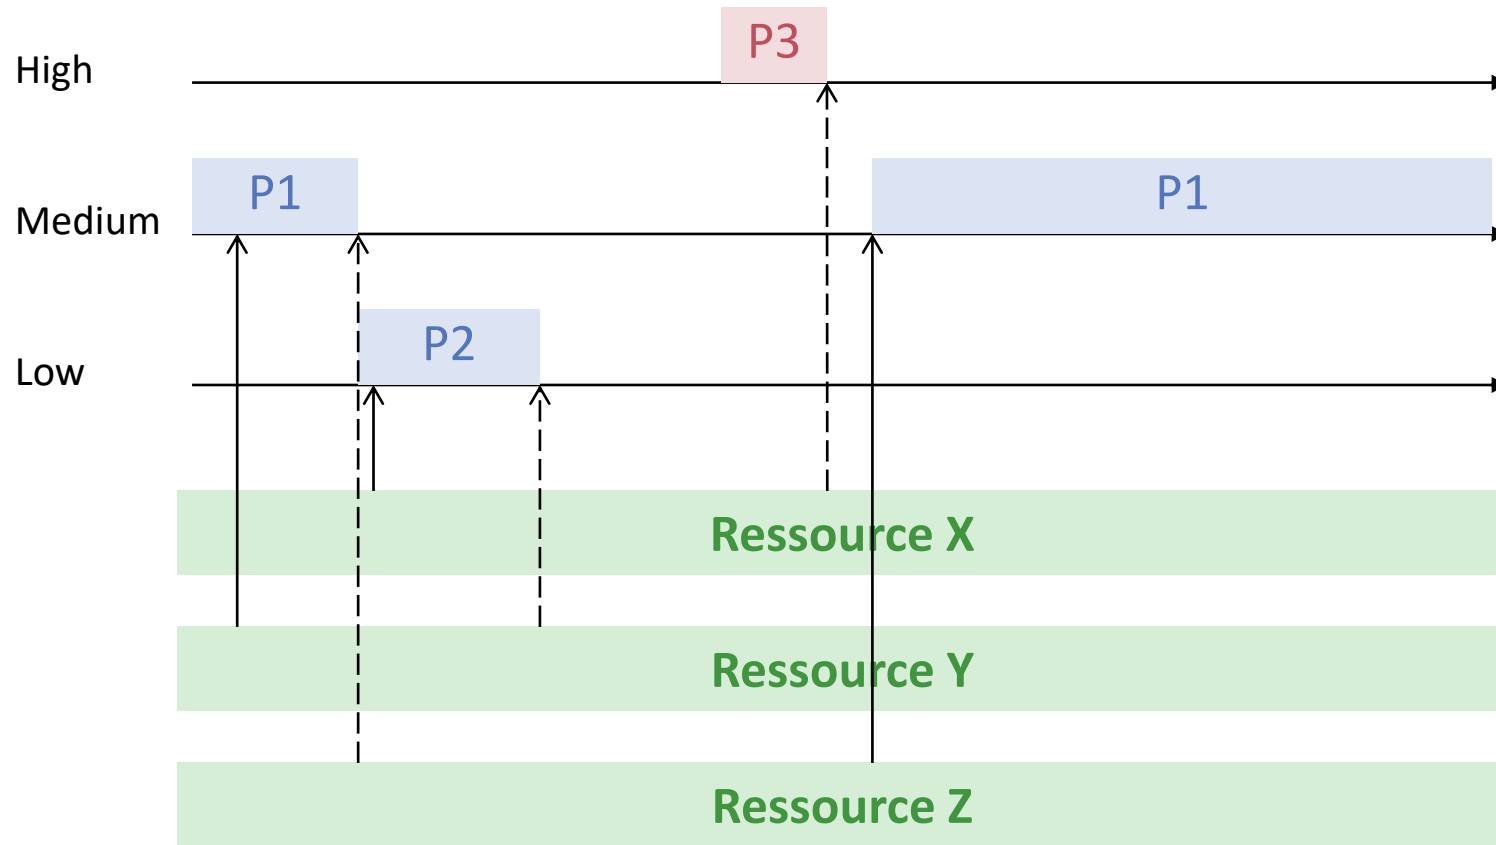 P3
High
P1
P1
Medium
P2
Low
Ressource X
Ressource Y
Ressource Z